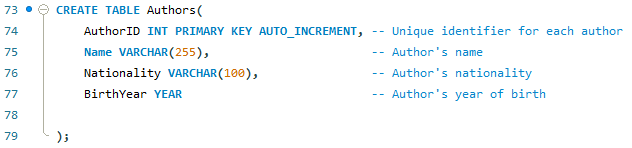 73 CREATE TABLE Authors(
74 AuthorID INT PRIMARY KEY AUTO_INCREMENT, -- Unique identifier for each author
75 Name VARCHAR(255), -- Author's name
76 Nationality VARCHAR(100), -- Author's nationality
77 BirthYear YEAR -- Author's year of birth
78
79 );